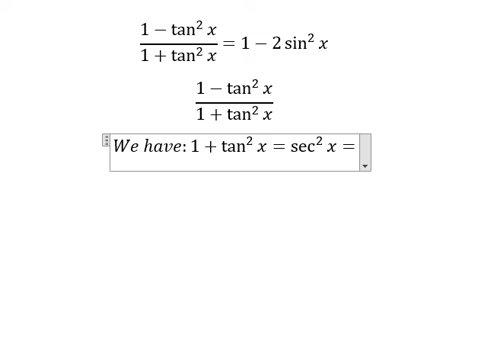 (1 − tan² x)/(1 + tan² x) = 1 − 2 sin² x
(1 − tan² x)/(1 + tan² x)
We have: 1 + tan² x = sec² x =